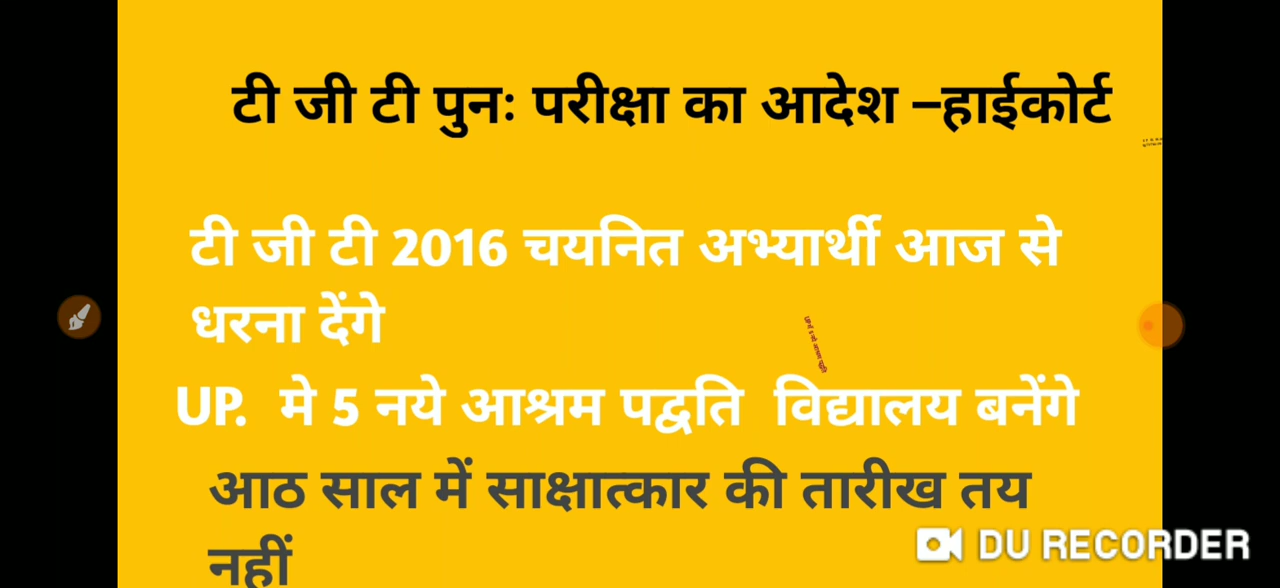 टी जी टी पुनः परीक्षा का आदेश –हाईकोर्ट
टी जी टी 2016 चयनित अभ्यार्थी आज से
धरना देंगे
UP. मे 5 नये आश्रम पद्वति विद्यालय बनेंगे
आठ साल में साक्षात्कार की तारीख तय
नहीं
DU RECORDER